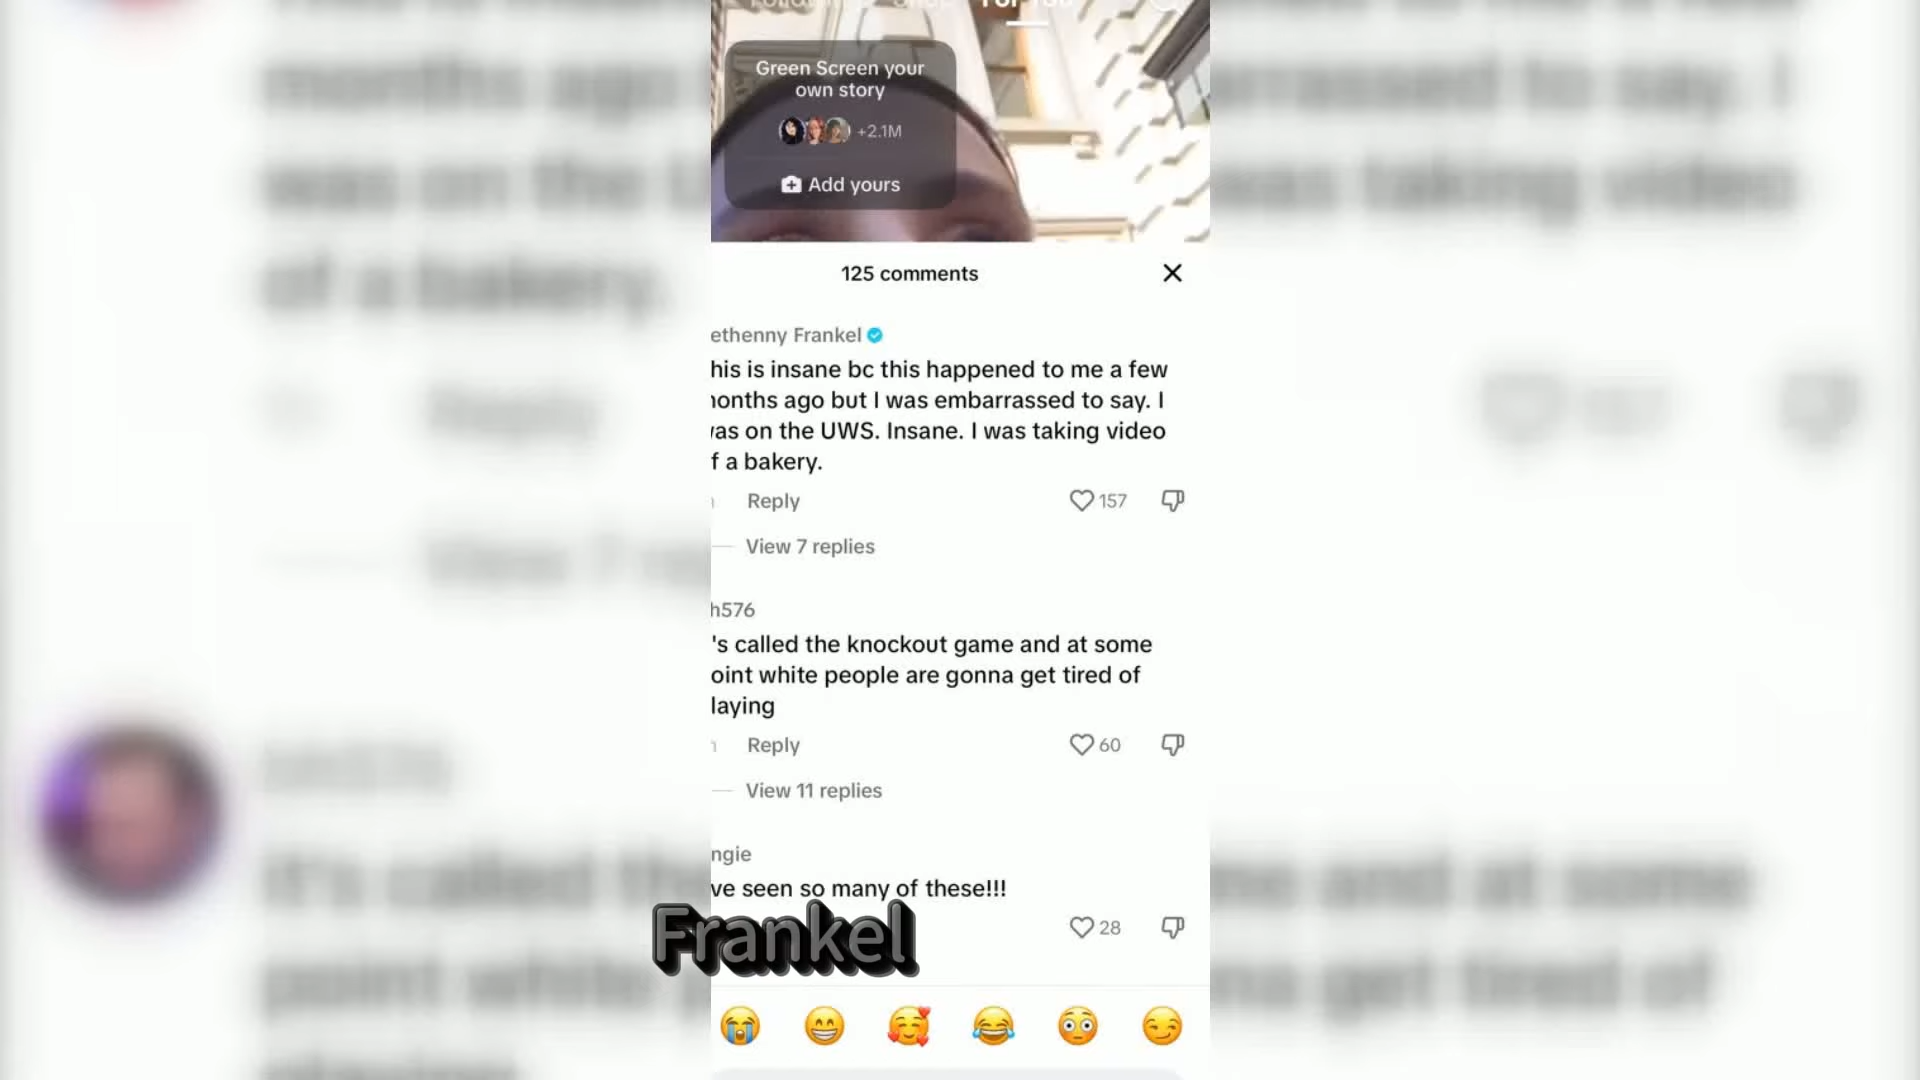 Green Screen your
own story
+2.1M
Add yours
125 comments
ethenny Frankel
his is insane bc this happened to me a few
onths ago but I was embarrassed to say. I
as on the UWS. Insane. I was taking video
f a bakery.
Reply
157
View 7 replies
h576
's called the knockout game and at some
oint white people are gonna get tired of
laying
Reply
60
View 11 replies
ngie
ve seen so many of these!!!
28
Frankel